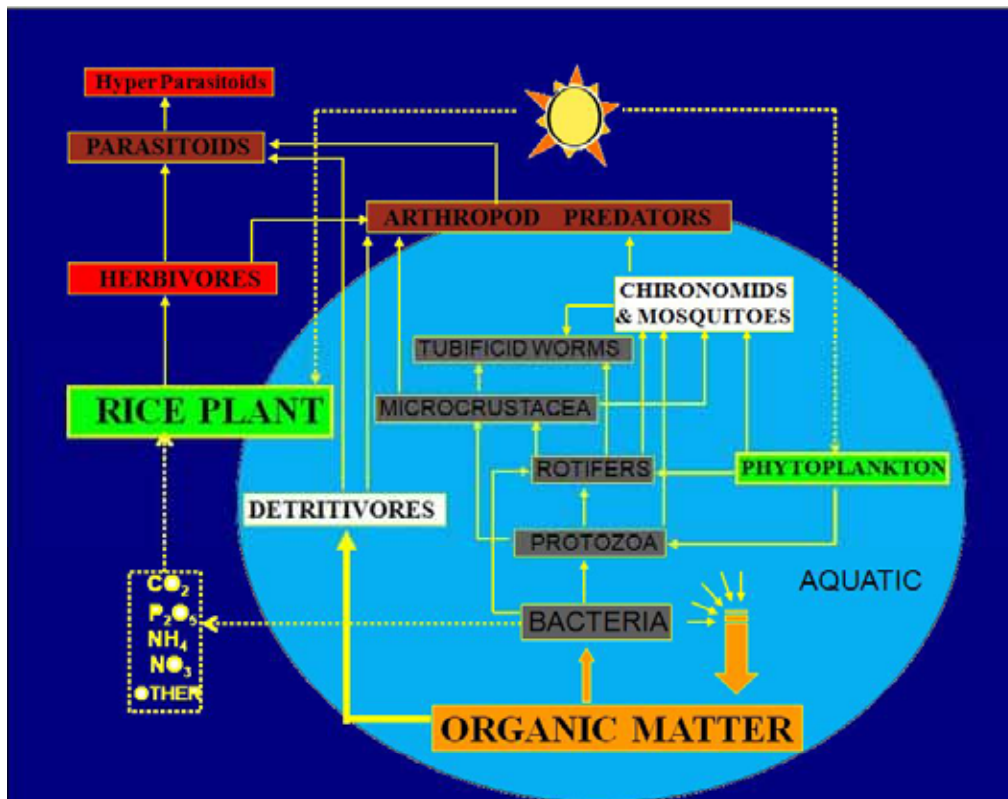 Hyper Parasitoids
PARASITOIDS
ARTHROPOD PREDATORS
HERBIVORES
CHIRONOMIDS
& MOSQUITOES
TUBIFICID WORMS
RICE PLANT
MICROCRUSTACEA
ROTIFERS
PHYTOPLANKTON
DETRITIVORES
PROTOZOA
AQUATIC
CO₂
P₂O₅
NH₄
NO₃
OTHER
BACTERIA
ORGANIC MATTER